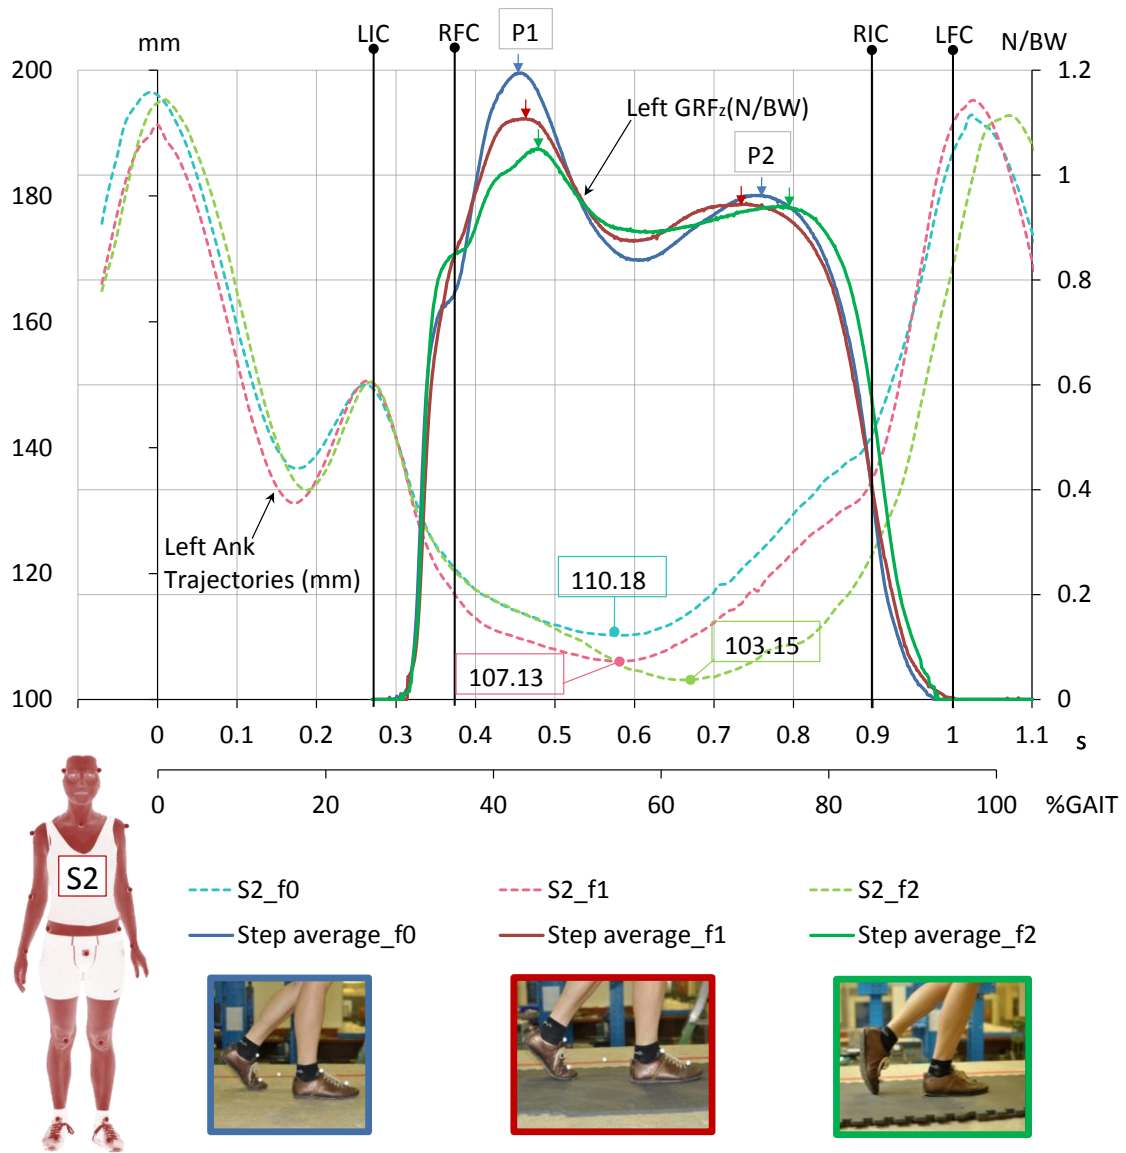 LIC
RFC
P1
RIC
LFC
mm
N/BW
200
180
160
140
120
100
1.2
1
0.8
0.6
0.4
0.2
0
Left GRFz(N/BW)
P2
Left Ank
Trajectories (mm)
110.18
103.15
107.13
0 0.1 0.2 0.3 0.4 0.5 0.6 0.7 0.8 0.9 1 1.1 s
0 20 40 60 80 100 %GAIT
S2
S2_f0 S2_f1 S2_f2
Step average_f0 Step average_f1 Step average_f2